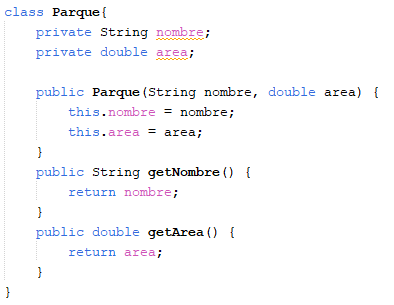 class Parque{
    private String nombre;
    private double area;

    public Parque(String nombre, double area) {
        this.nombre = nombre;
        this.area = area;
    }
    public String getNombre() {
        return nombre;
    }
    public double getArea() {
        return area;
    }
}